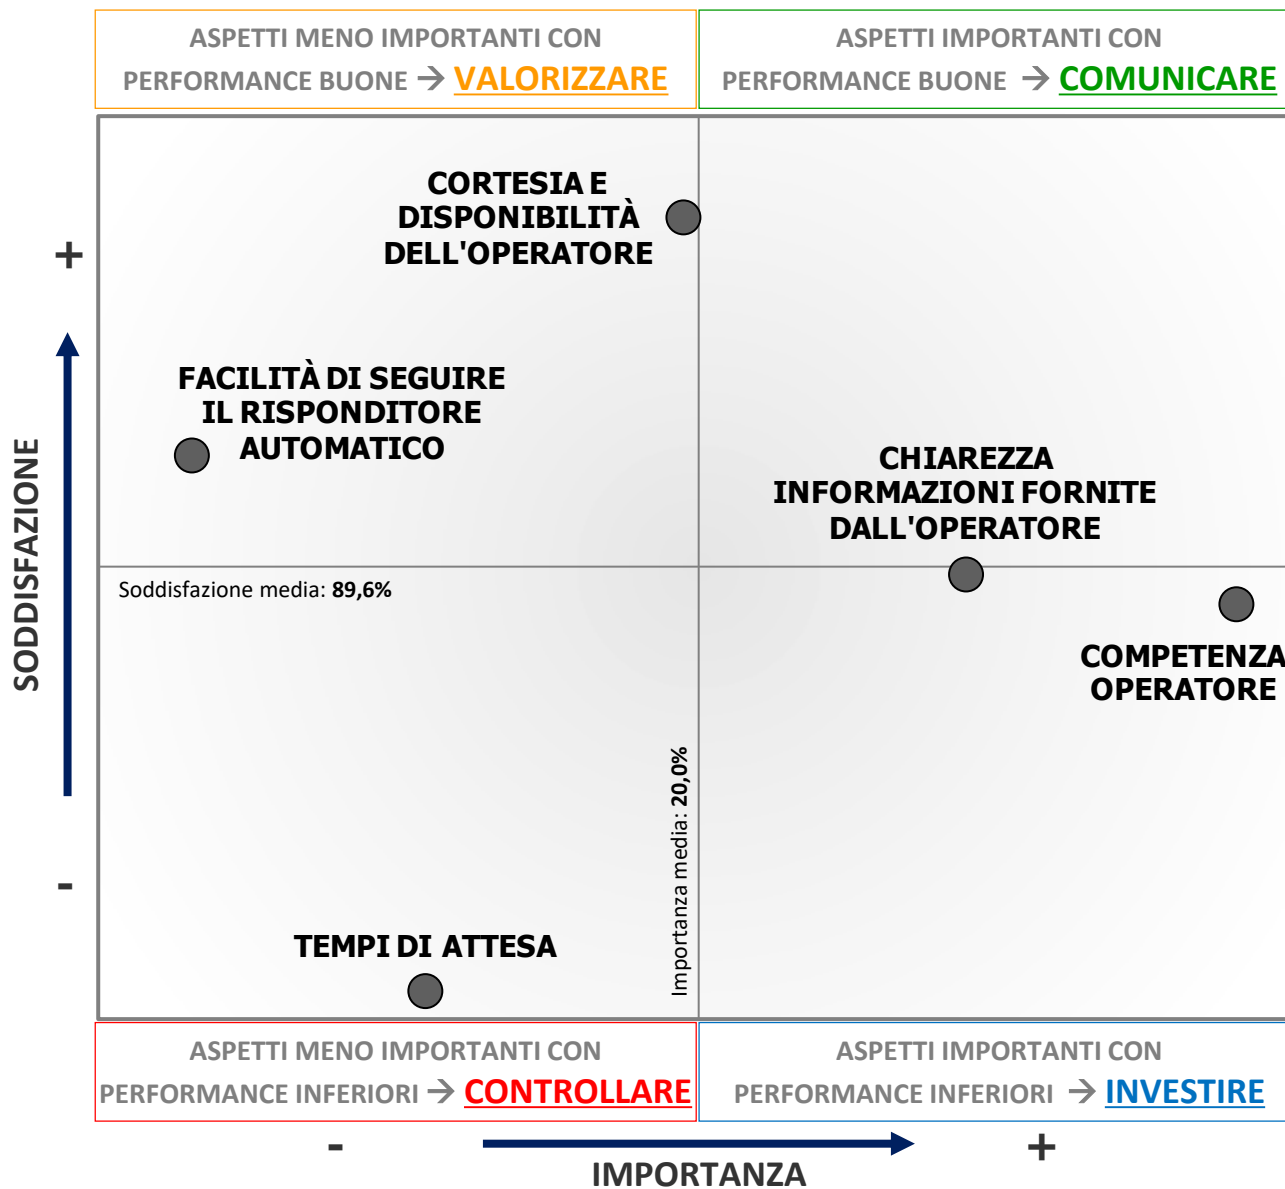 ASPETTI MENO IMPORTANTI CON
PERFORMANCE BUONE → VALORIZZARE
ASPETTI IMPORTANTI CON
PERFORMANCE BUONE → COMUNICARE
CORTESIA E
DISPONIBILITÀ
DELL'OPERATORE
+
FACILITÀ DI SEGUIRE
IL RISPONDITORE
AUTOMATICO
CHIAREZZA
INFORMAZIONI FORNITE
DALL'OPERATORE
SODDISFAZIONE
Soddisfazione media: 89,6%
COMPETENZA
OPERATORE
Importanza media: 20,0%
-
TEMPI DI ATTESA
ASPETTI MENO IMPORTANTI CON
PERFORMANCE INFERIORI → CONTROLLARE
ASPETTI IMPORTANTI CON
PERFORMANCE INFERIORI → INVESTIRE
-
+
IMPORTANZA